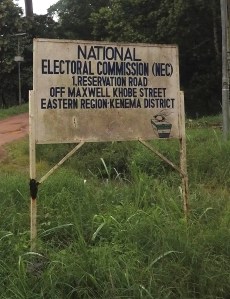 NATIONAL
ELECTORAL COMMISSION (NEC)
1, RESERVATION ROAD
OFF MAXWELL KHOBE STREET
EASTERN REGION-KENEMA DISTRICT